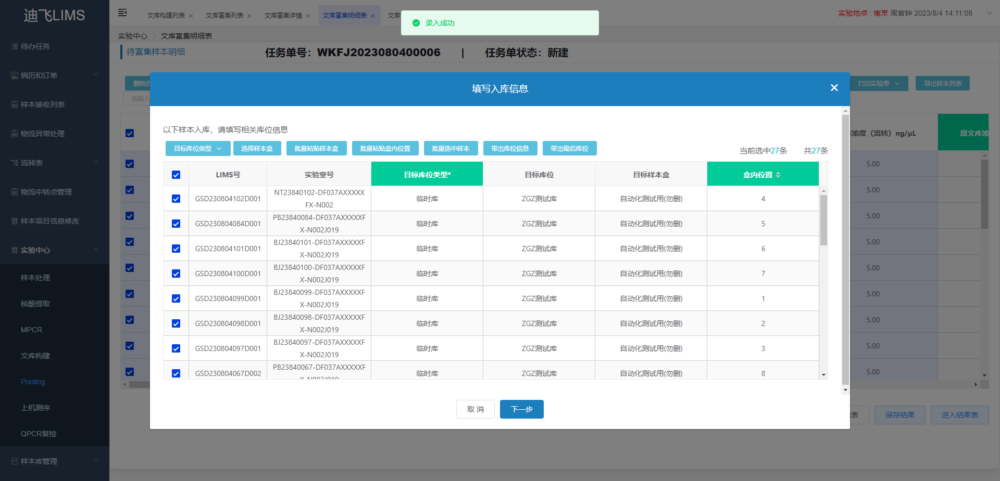 迪飞LIMS
文库构建列表
文库富集列表
文库富集详情
文库富集明细表
录入成功
实验地点 : 南京 周官钟 2023/8/4 14:11:08
待办任务
病历和订单
样本接收列表
物流异常处理
流转表
物流中转点管理
样本项目信息修改
实验中心
样本处理
核酸提取
MPCR
文库构建
Pooling
上机测序
QPCR复检
样本库管理
实验中心
文库富集明细表
待富集样本明细
任务单号：WKFJ2023080400006 | 任务单状态：新建
打印实验单
导出样本列表
浓度（流转）ng/μL
原文库浓
5.00
5.00
5.00
5.00
5.00
5.00
5.00
5.00
5.00
填写入库信息
以下样本入库，请填写相关库位信息
目标库位类型
选择样本盒
批量粘贴样本盒
批量粘贴盒内位置
批量选中样本
带出库位信息
带出最后库位
当前选中27条 共27条
LIMS号 实验室号 目标库位类型* 目标库位 目标样本盒 盒内位置
GSD230804102D001 NT23840102-DF037AXXXXXFX-N002 临时库 ZGZ测试库 自动化测试用(勿删) 4
GSD230804084D001 PB23840084-DF037AXXXXXFX-N002J019 临时库 ZGZ测试库 自动化测试用(勿删) 5
GSD230804101D001 BJ23840101-DF037AXXXXXFX-N002J019 临时库 ZGZ测试库 自动化测试用(勿删) 6
GSD230804100D001 BJ23840100-DF037AXXXXXFX-N002J019 临时库 ZGZ测试库 自动化测试用(勿删) 7
GSD230804099D001 BJ23840099-DF037AXXXXXFX-N002J019 临时库 ZGZ测试库 自动化测试用(勿删) 1
GSD230804098D001 BJ23840098-DF037AXXXXXFX-N002J019 临时库 ZGZ测试库 自动化测试用(勿删) 2
GSD230804097D001 BJ23840097-DF037AXXXXXFX-N002J019 临时库 ZGZ测试库 自动化测试用(勿删) 3
GSD230804067D002 PB23840067-DF037AXXXXXFX-N002J019 临时库 ZGZ测试库 自动化测试用(勿删) 8
取 消
下一步
保存结果
进入结果表